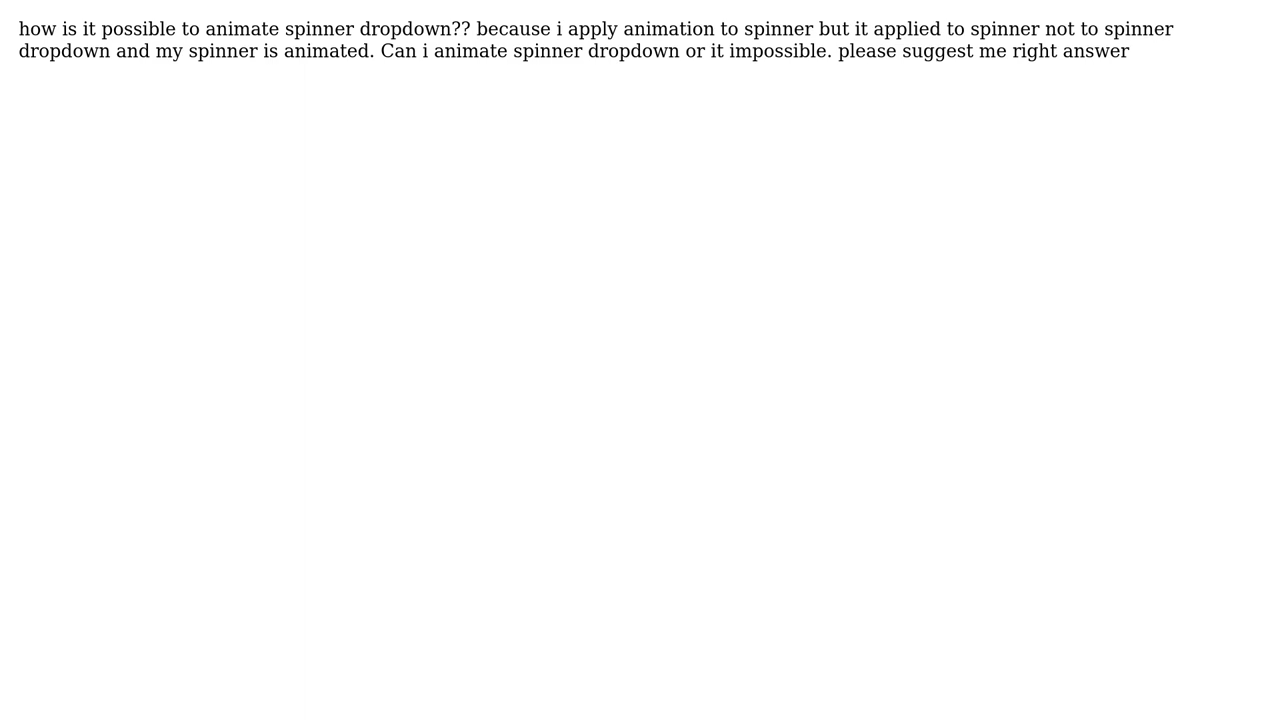 how is it possible to animate spinner dropdown?? because i apply animation to spinner but it applied to spinner not to spinner
dropdown and my spinner is animated. Can i animate spinner dropdown or it impossible. please suggest me right answer